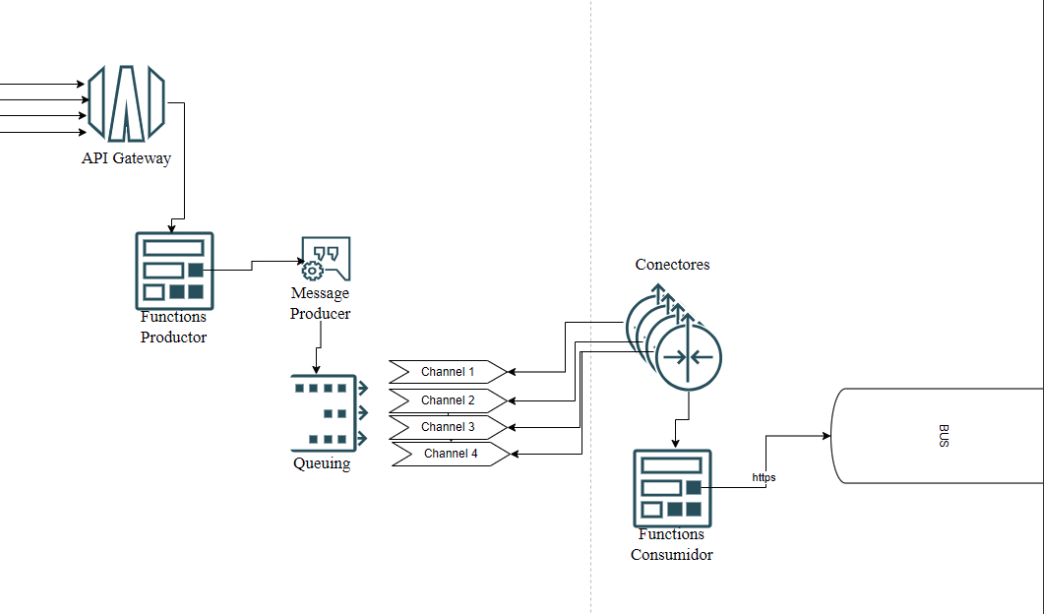 API Gateway
Functions
Productor
Message
Producer
Queuing
Channel 1
Channel 2
Channel 3
Channel 4
Conectores
Functions
Consumidor
https
BUS